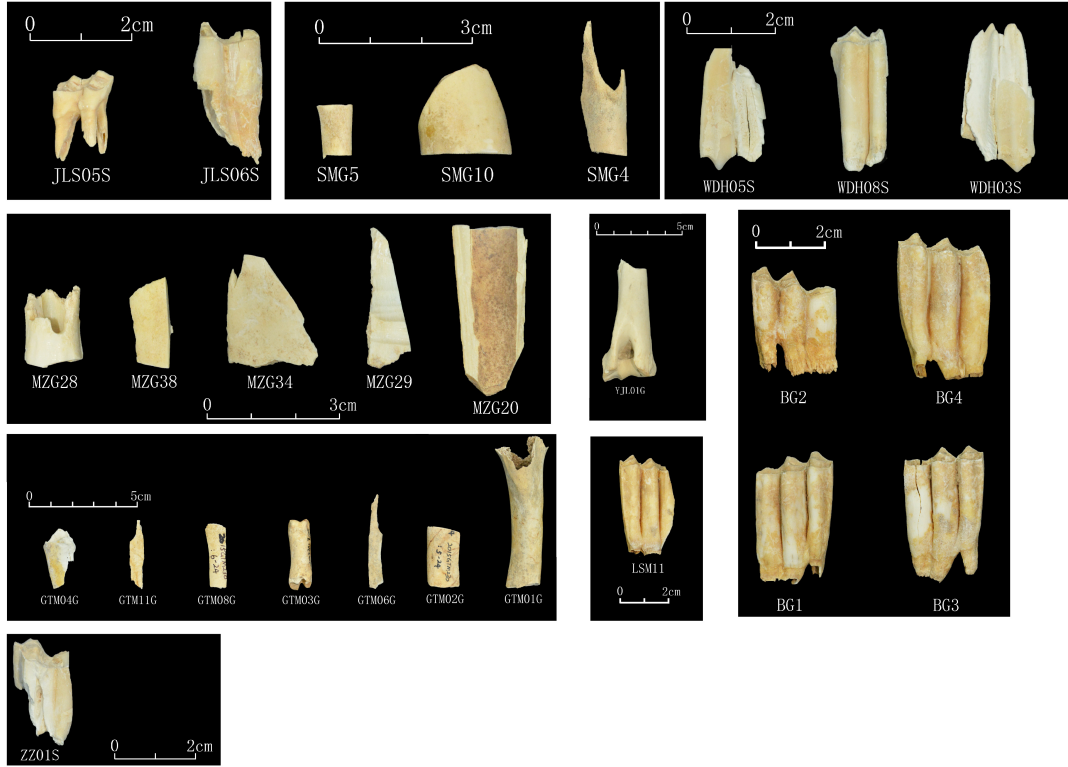 0 2cm
JLS05S JLS06S
0 3cm
SMG5 SMG10 SMG4
0 2cm
WDH05S WDH08S WDH03S
MZG28 MZG38 MZG34 MZG29 MZG20
0 3cm
0 5cm
YJL01G
0 2cm
BG2 BG4
BG1 BG3
0 5cm
GTM04G GTM11G GTM08G GTM03G GTM06G GTM02G GTM01G
LSM11
0 2cm
ZZ01S
0 2cm